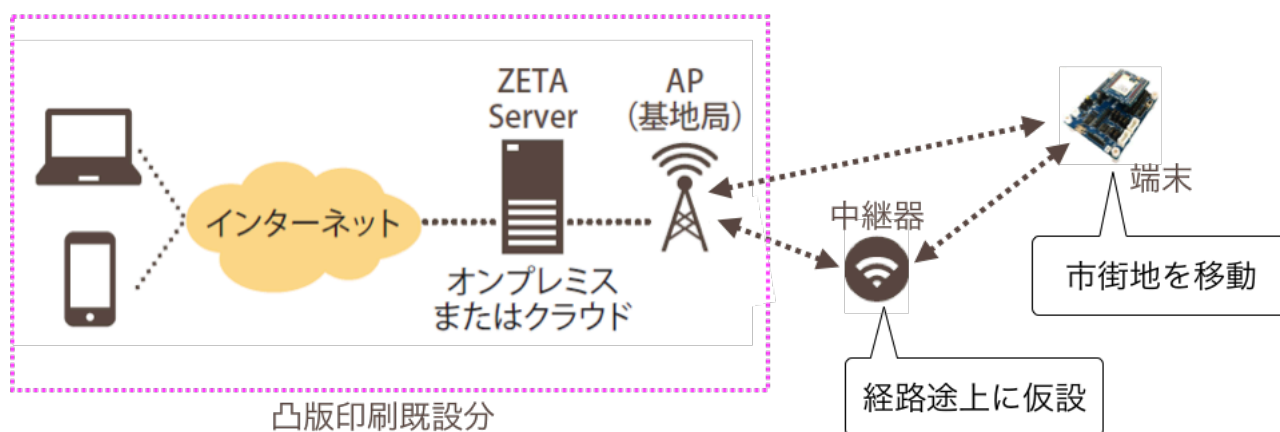 ZETA
Server
AP
（基地局）
インターネット
オンプレミス
またはクラウド
中継器
端末
市街地を移動
経路途上に仮設
凸版印刷既設分